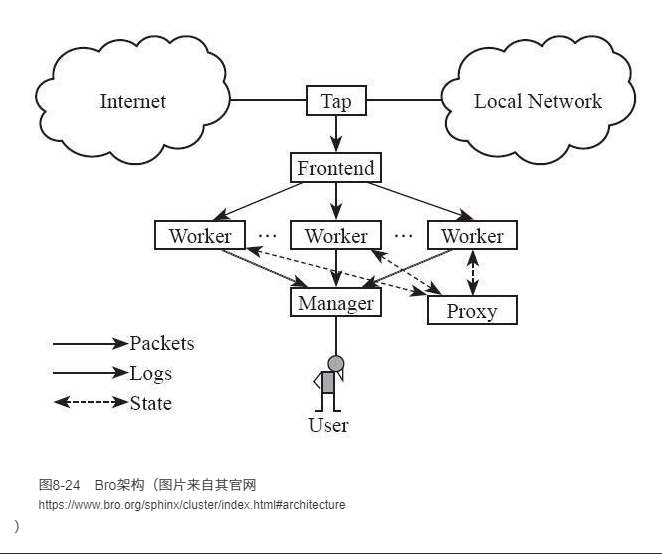 Internet
Tap
Local Network
Frontend
Worker … Worker … Worker
Manager
Proxy
Packets
Logs
State
User
图8-24 Bro架构（图片来自其官网
https://www.bro.org/sphinx/cluster/index.html#architecture
）